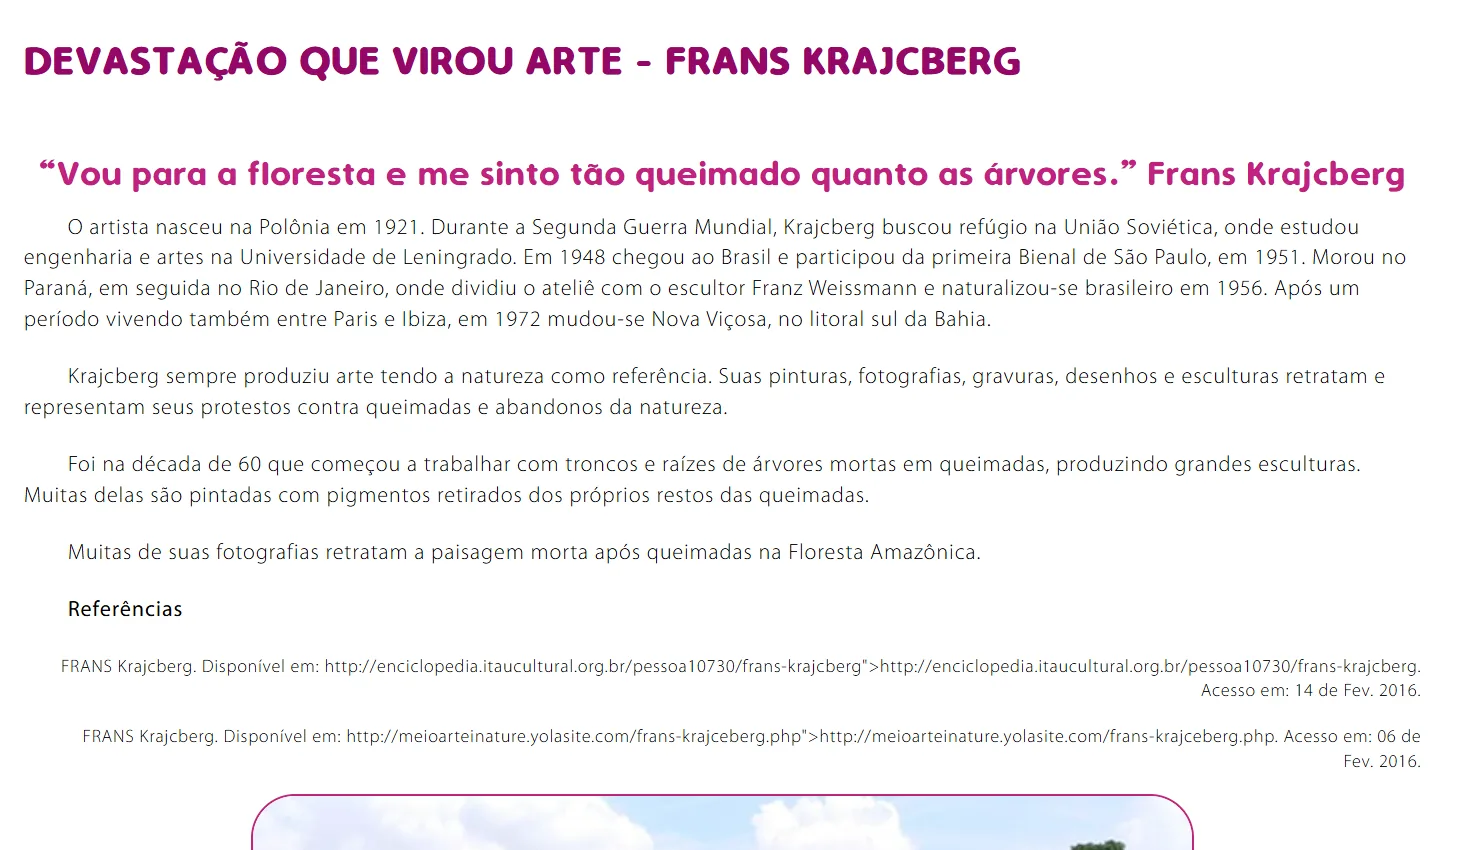 DEVASTAÇÃO QUE VIROU ARTE - FRANS KRAJCBERG
“Vou para a floresta e me sinto tão queimado quanto as árvores.” Frans Krajcberg
O artista nasceu na Polônia em 1921. Durante a Segunda Guerra Mundial, Krajcberg buscou refúgio na União Soviética, onde estudou
engenharia e artes na Universidade de Leningrado. Em 1948 chegou ao Brasil e participou da primeira Bienal de São Paulo, em 1951. Morou no
Paraná, em seguida no Rio de Janeiro, onde dividiu o ateliê com o escultor Franz Weissmann e naturalizou-se brasileiro em 1956. Após um
período vivendo também entre Paris e Ibiza, em 1972 mudou-se Nova Viçosa, no litoral sul da Bahia.
Krajcberg sempre produziu arte tendo a natureza como referência. Suas pinturas, fotografias, gravuras, desenhos e esculturas retratam e
representam seus protestos contra queimadas e abandonos da natureza.
Foi na década de 60 que começou a trabalhar com troncos e raízes de árvores mortas em queimadas, produzindo grandes esculturas.
Muitas delas são pintadas com pigmentos retirados dos próprios restos das queimadas.
Muitas de suas fotografias retratam a paisagem morta após queimadas na Floresta Amazônica.
Referências
FRANS Krajcberg. Disponível em: http://enciclopedia.itaucultural.org.br/pessoa10730/frans-krajcberg">http://enciclopedia.itaucultural.org.br/pessoa10730/frans-krajcberg.
Acesso em: 14 de Fev. 2016.
FRANS Krajcberg. Disponível em: http://meioarteinature.yolasite.com/frans-krajceberg.php">http://meioarteinature.yolasite.com/frans-krajceberg.php. Acesso em: 06 de
Fev. 2016.